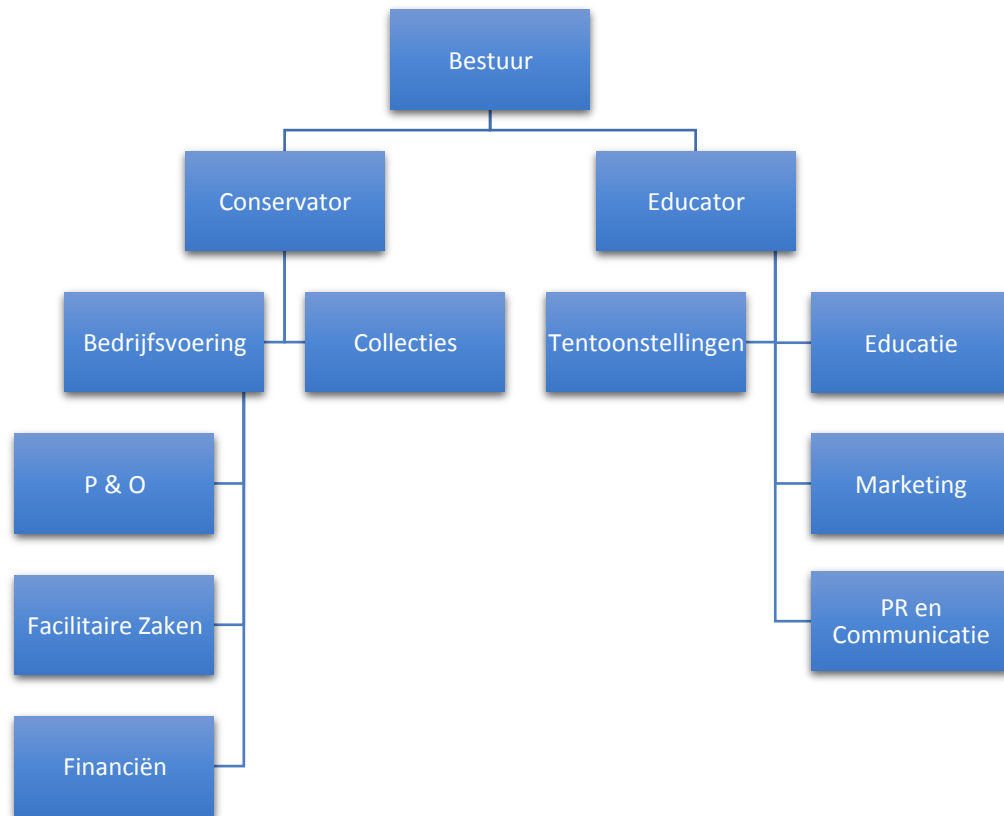 Bestuur
Conservator
Educator
Bedrijfsvoering
Collecties
Tentoonstellingen
Educatie
P & O
Marketing
Facilitaire Zaken
PR en
Communicatie
Financiën